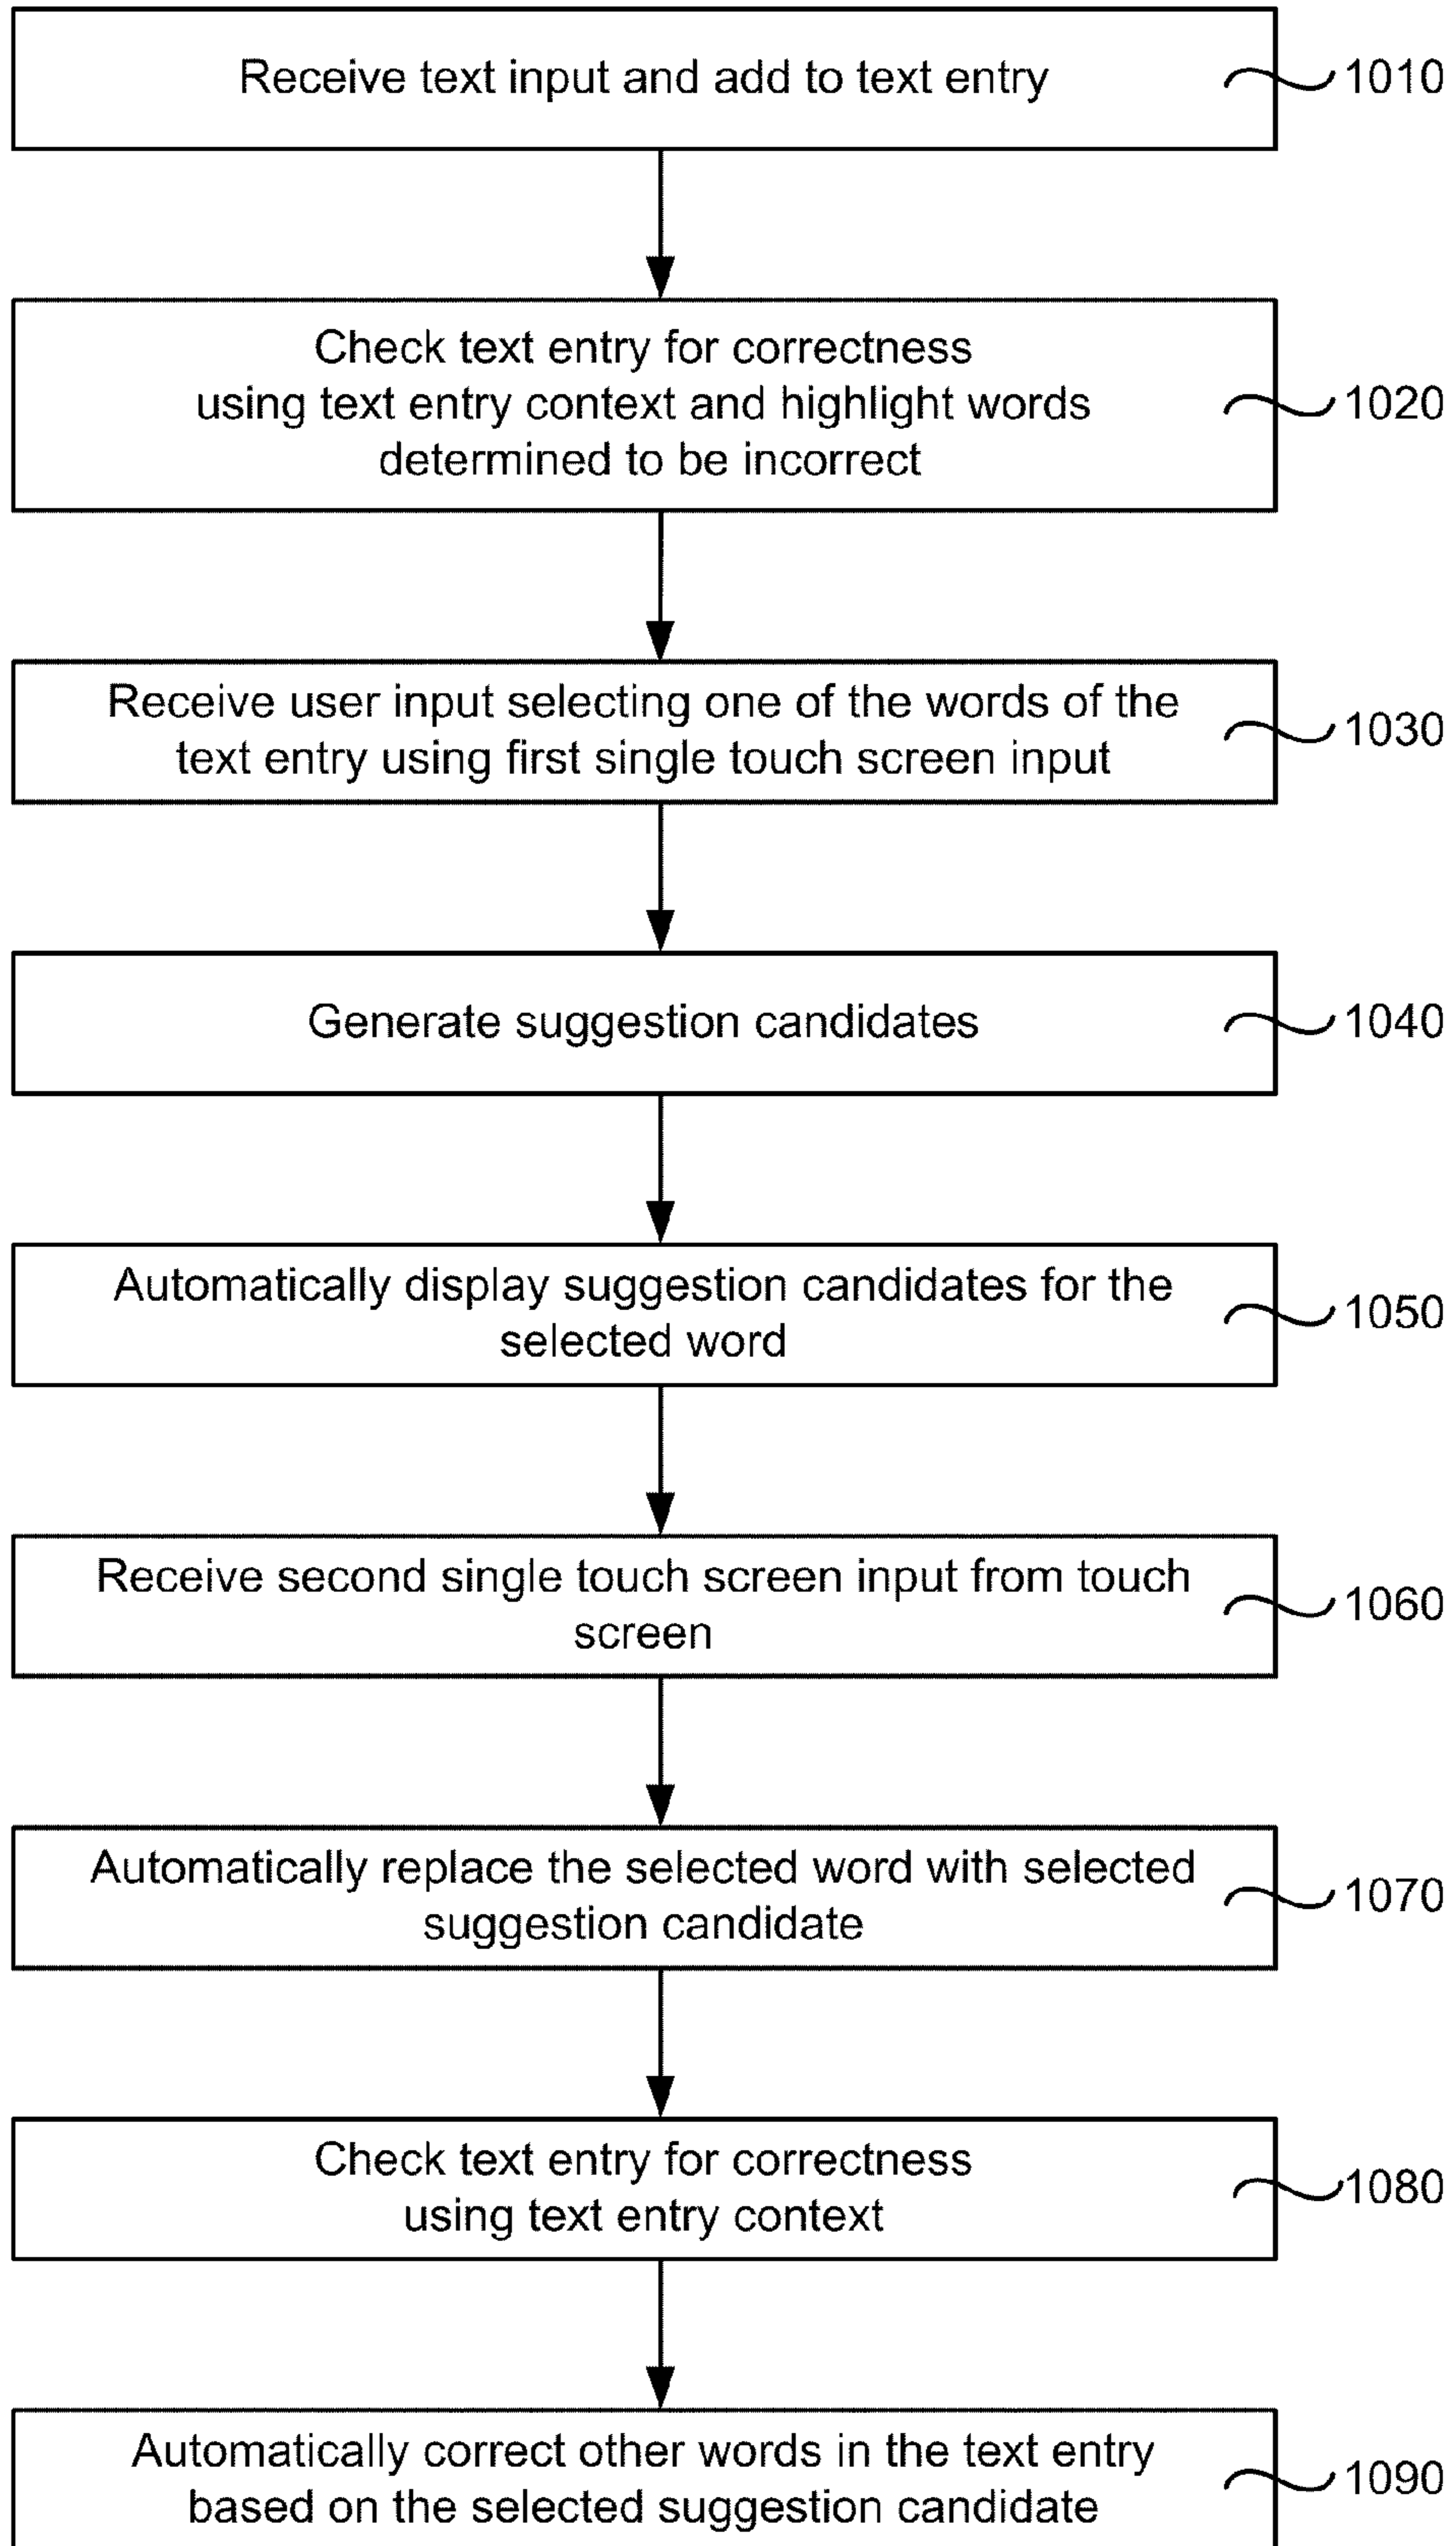 Receive text input and add to text entry
1010
Check text entry for correctness
using text entry context and highlight words
determined to be incorrect
1020
Receive user input selecting one of the words of the
text entry using first single touch screen input
1030
Generate suggestion candidates
1040
Automatically display suggestion candidates for the
selected word
1050
Receive second single touch screen input from touch
screen
1060
Automatically replace the selected word with selected
suggestion candidate
1070
Check text entry for correctness
using text entry context
1080
Automatically correct other words in the text entry
based on the selected suggestion candidate
1090